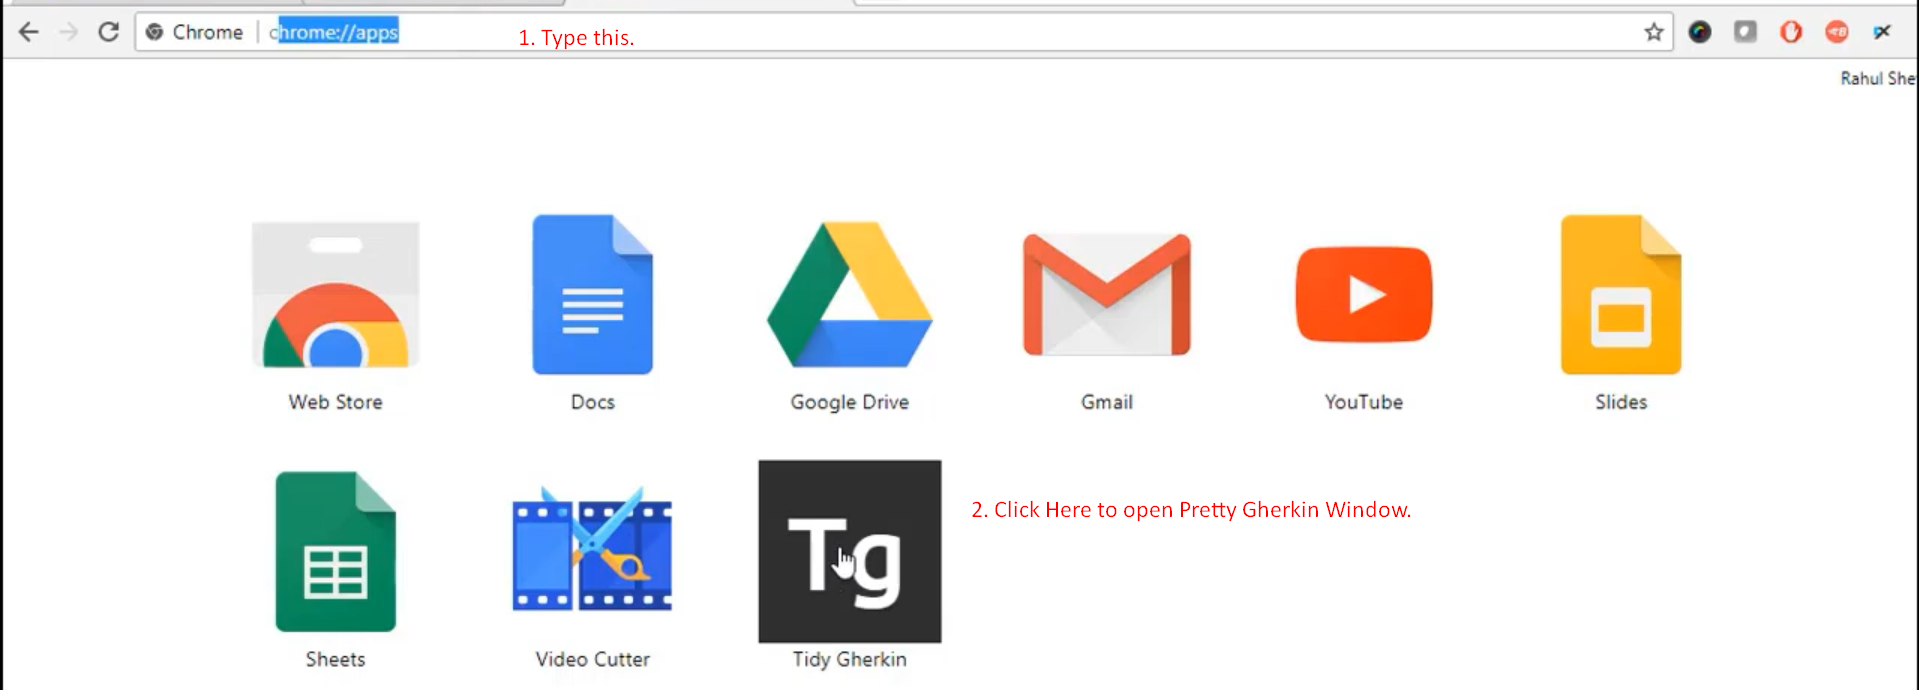 Chrome | chrome://apps
1. Type this.
Rahul She
Web Store
Docs
Google Drive
Gmail
YouTube
Slides
Tg
2. Click Here to open Pretty Gherkin Window.
Sheets
Video Cutter
Tidy Gherkin